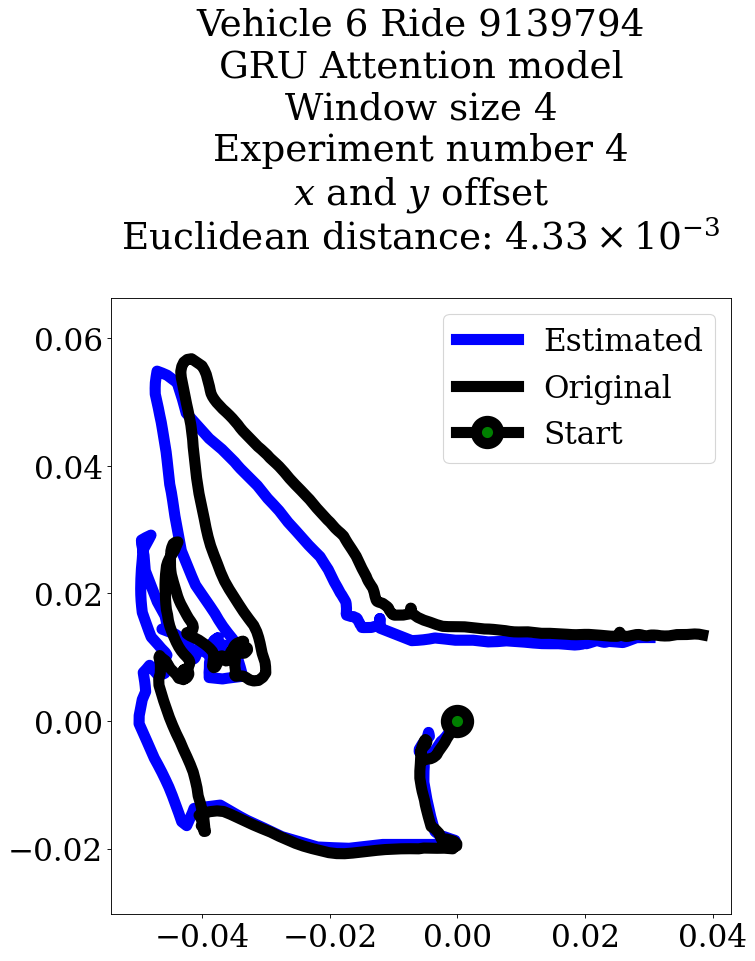 Vehicle 6 Ride 9139794
GRU Attention model
Window size 4
Experiment number 4
x and y offset
Euclidean distance: 4.33 × 10⁻³
Estimated
Original
Start
0.06
0.04
0.02
0.00
−0.02
−0.04 −0.02 0.00 0.02 0.04